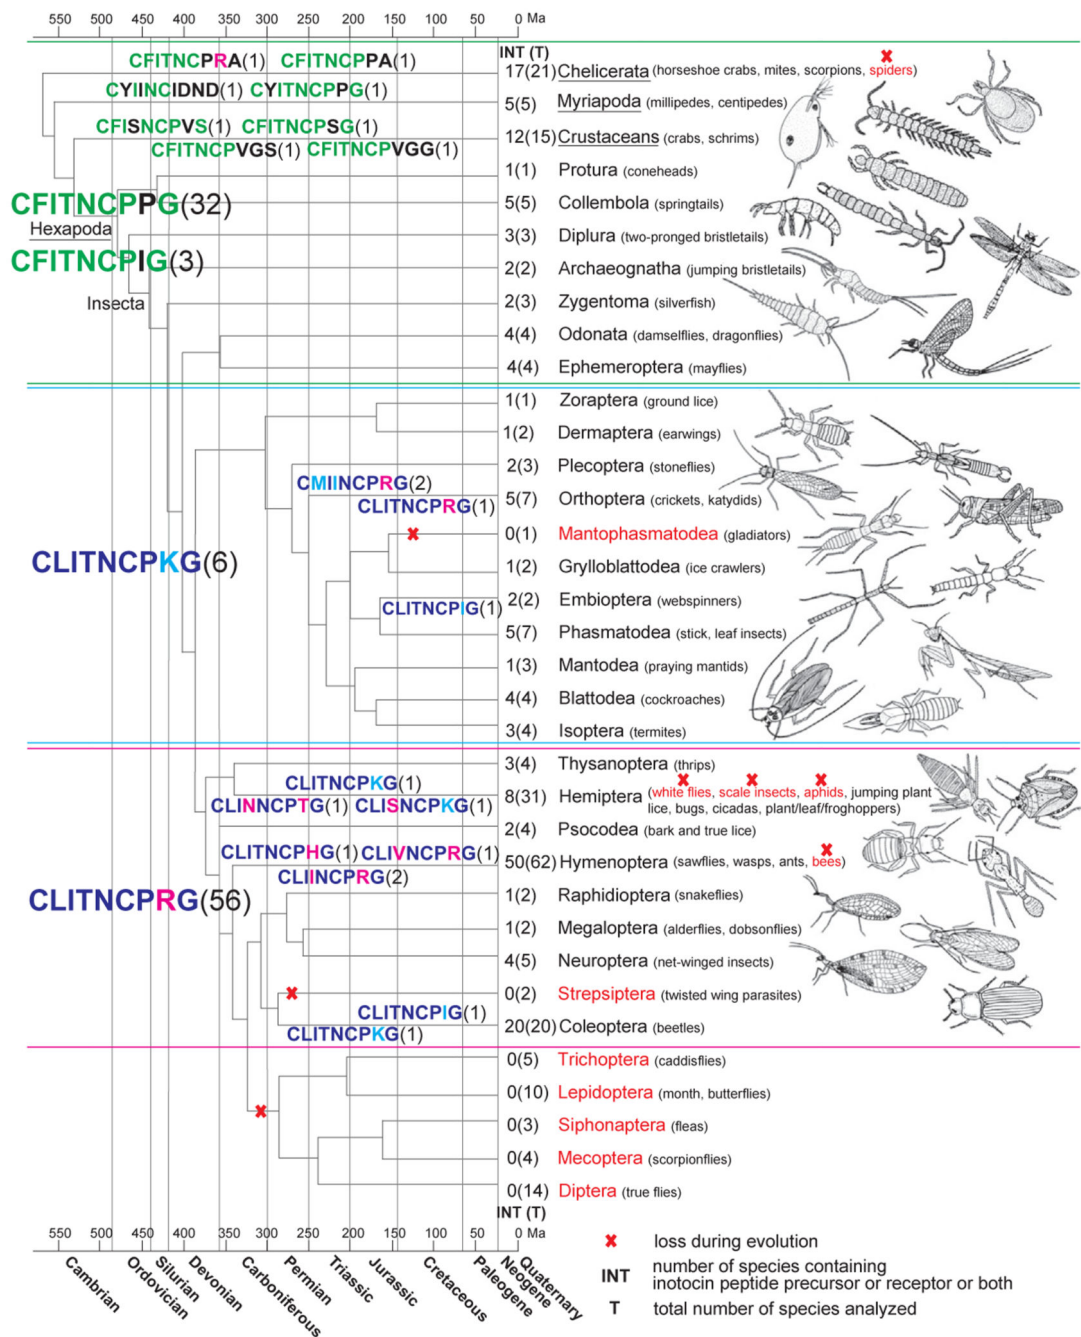 550 500 450 400 350 300 250 200 150 100 50 0 Ma
INT (T)
CFITNCPRA(1) CFITNCPPA(1)
17(21) Chelicerata (horseshoe crabs, mites, scorpions, spiders)
CYIINCIDND(1) CYITNCPPG(1)
5(5) Myriapoda (millipedes, centipedes)
CFISNCPVS(1) CFITNCPSG(1)
12(15) Crustaceans (crabs, schrims)
CFITNCPVGS(1) CFITNCPVGG(1)
1(1) Protura (coneheads)
CFITNCPPG(32)
5(5) Collembola (springtails)
Hexapoda
3(3) Diplura (two-pronged bristletails)
CFITNCPIG(3)
2(2) Archaeognatha (jumping bristletails)
Insecta
2(3) Zygentoma (silverfish)
4(4) Odonata (damselflies, dragonflies)
4(4) Ephemeroptera (mayflies)
1(1) Zoraptera (ground lice)
1(2) Dermaptera (earwings)
2(3) Plecoptera (stoneflies)
CMIINCPRG(2)
5(7) Orthoptera (crickets, katydids)
CLITNCPRG(1)
0(1) Mantophasmatodea (gladiators)
CLITNCPKG(6)
1(2) Grylloblattodea (ice crawlers)
CLITNCPIG(1)
2(2) Embioptera (webspinners)
5(7) Phasmatodea (stick, leaf insects)
1(3) Mantodea (praying mantids)
4(4) Blattodea (cockroaches)
3(4) Isoptera (termites)
3(4) Thysanoptera (thrips)
CLITNCPKG(1)
8(31) Hemiptera (white flies, scale insects, aphids, jumping plant
lice, bugs, cicadas, plant/leaf/froghoppers)
CLINNCPTG(1) CLISNCPKG(1)
2(4) Psocodea (bark and true lice)
CLITNCPHG(1) CLIVNCPRG(1)
50(62) Hymenoptera (sawflies, wasps, ants, bees)
CLIINCPRG(2)
CLITNCPRG(56)
1(2) Raphidioptera (snakeflies)
1(2) Megaloptera (alderflies, dobsonflies)
4(5) Neuroptera (net-winged insects)
0(2) Strepsiptera (twisted wing parasites)
CLITNCPIG(1)
20(20) Coleoptera (beetles)
CLITNCPKG(1)
0(5) Trichoptera (caddisflies)
0(10) Lepidoptera (month, butterflies)
0(3) Siphonaptera (fleas)
0(4) Mecoptera (scorpionflies)
0(14) Diptera (true flies)
INT (T)
550 500 450 400 350 300 250 200 150 100 50 0 Ma
Cambrian
Ordovician
Silurian
Devonian
Carboniferous
Permian
Triassic
Jurassic
Cretaceous
Paleogene
Neogene
Quaternary
loss during evolution
INT number of species containing
inotocin peptide precursor or receptor or both
T total number of species analyzed